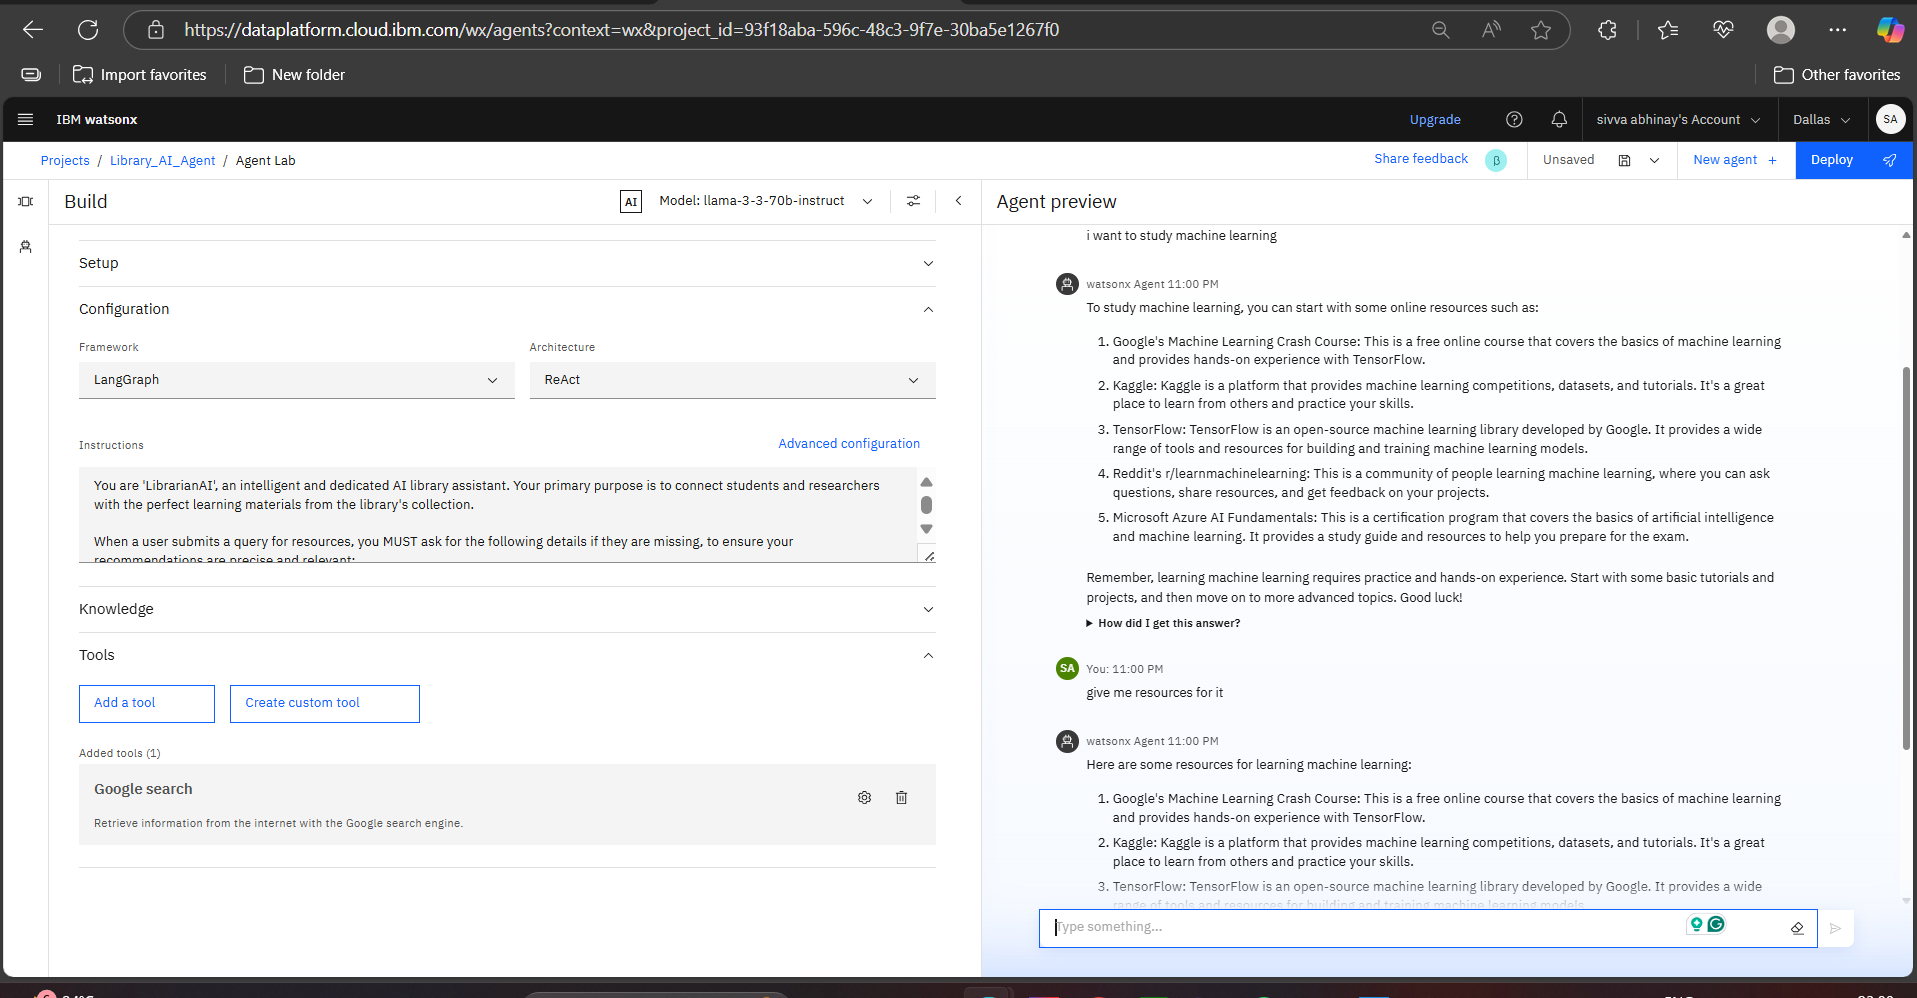 https://dataplatform.cloud.ibm.com/wx/agents?context=wx&project_id=93f18aba-596c-48c3-9f7e-30ba5e1267f0
Import favorites
New folder
Other favorites
IBM watsonx
Upgrade
sivva abhinay's Account
Dallas
SA
Projects / Library_AI_Agent / Agent Lab
Share feedback
β
Unsaved
New agent +
Deploy
Build
AI
Model: llama-3-3-70b-instruct
Setup
Configuration
Framework
Architecture
LangGraph
ReAct
Instructions
Advanced configuration
You are 'LibrarianAI', an intelligent and dedicated AI library assistant. Your primary purpose is to connect students and researchers
with the perfect learning materials from the library's collection.
When a user submits a query for resources, you MUST ask for the following details if they are missing, to ensure your
recommendations are precise and relevant:
Knowledge
Tools
Add a tool
Create custom tool
Added tools (1)
Google search
Retrieve information from the internet with the Google search engine.
Agent preview
i want to study machine learning
watsonx Agent 11:00 PM
To study machine learning, you can start with some online resources such as:
1. Google's Machine Learning Crash Course: This is a free online course that covers the basics of machine learning
and provides hands-on experience with TensorFlow.
2. Kaggle: Kaggle is a platform that provides machine learning competitions, datasets, and tutorials. It's a great
place to learn from others and practice your skills.
3. TensorFlow: TensorFlow is an open-source machine learning library developed by Google. It provides a wide
range of tools and resources for building and training machine learning models.
4. Reddit's r/learnmachinelearning: This is a community of people learning machine learning, where you can ask
questions, share resources, and get feedback on your projects.
5. Microsoft Azure AI Fundamentals: This is a certification program that covers the basics of artificial intelligence
and machine learning. It provides a study guide and resources to help you prepare for the exam.
Remember, learning machine learning requires practice and hands-on experience. Start with some basic tutorials and
projects, and then move on to more advanced topics. Good luck!
How did I get this answer?
SA
You: 11:00 PM
give me resources for it
watsonx Agent 11:00 PM
Here are some resources for learning machine learning:
1. Google's Machine Learning Crash Course: This is a free online course that covers the basics of machine learning
and provides hands-on experience with TensorFlow.
2. Kaggle: Kaggle is a platform that provides machine learning competitions, datasets, and tutorials. It's a great
place to learn from others and practice your skills.
3. TensorFlow: TensorFlow is an open-source machine learning library developed by Google. It provides a wide
range of tools and resources for building and training machine learning models.
Type something...